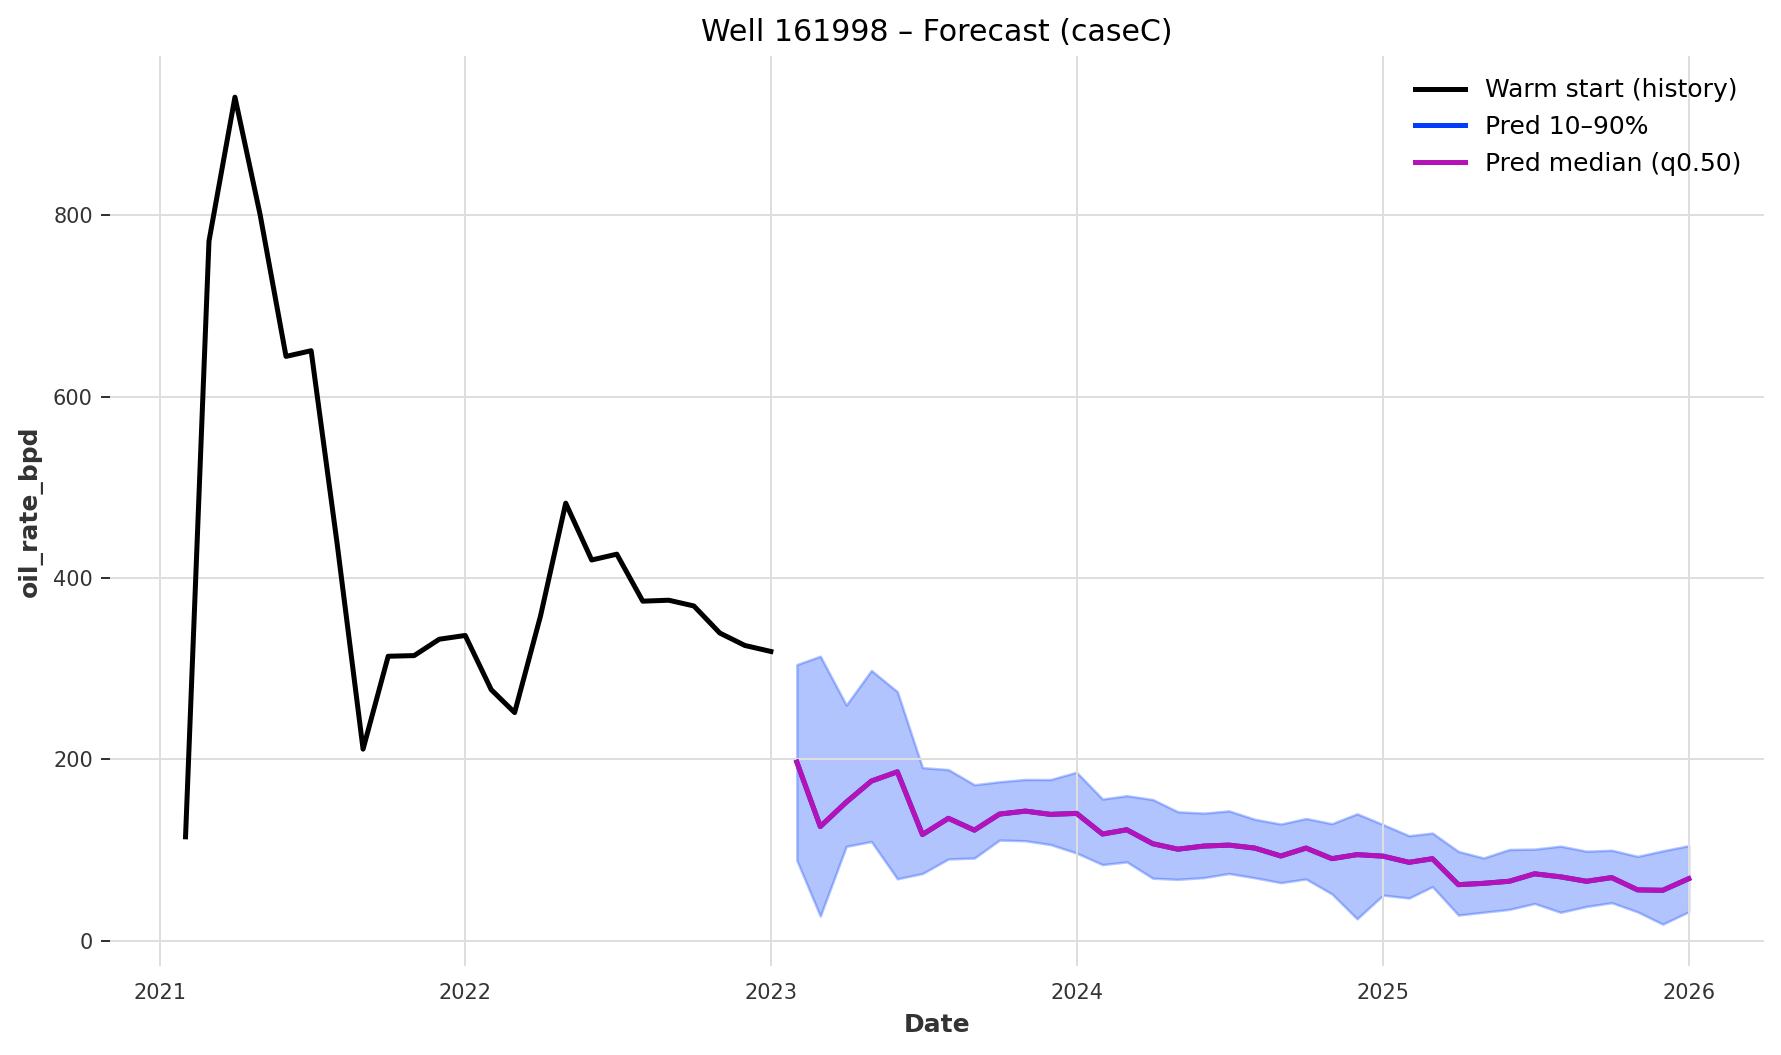 Well 161998 – Forecast (caseC)
Warm start (history)
Pred 10–90%
Pred median (q0.50)
oil_rate_bpd
800
600
400
200
0
2021 2022 2023 2024 2025 2026
Date